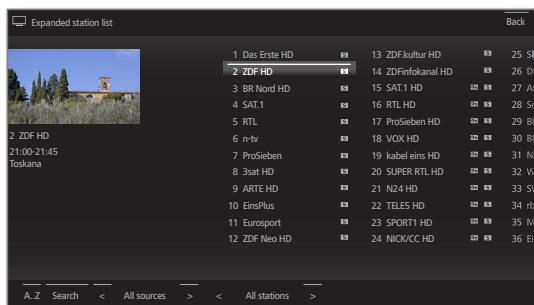 Expanded station list
Back
2 ZDF HD
21:00-21:45
Toskana
1 Das Erste HD
2 ZDF HD
3 BR Nord HD
4 SAT.1
5 RTL
6 n-tv
7 ProSieben
8 3sat HD
9 ARTE HD
10 EinsPlus
11 Eurosport
12 ZDF Neo HD
13 ZDF.kultur HD
14 ZDFinfokanal HD
15 SAT.1 HD
16 RTL HD
17 ProSieben HD
18 VOX HD
19 kabel eins HD
20 SUPER RTL HD
21 N24 HD
22 TELE5 HD
23 SPORT1 HD
24 NICK/CC HD
25
26
27
28
29
30
31
32
33
34
35
36
A..Z Search < All sources > < All stations >